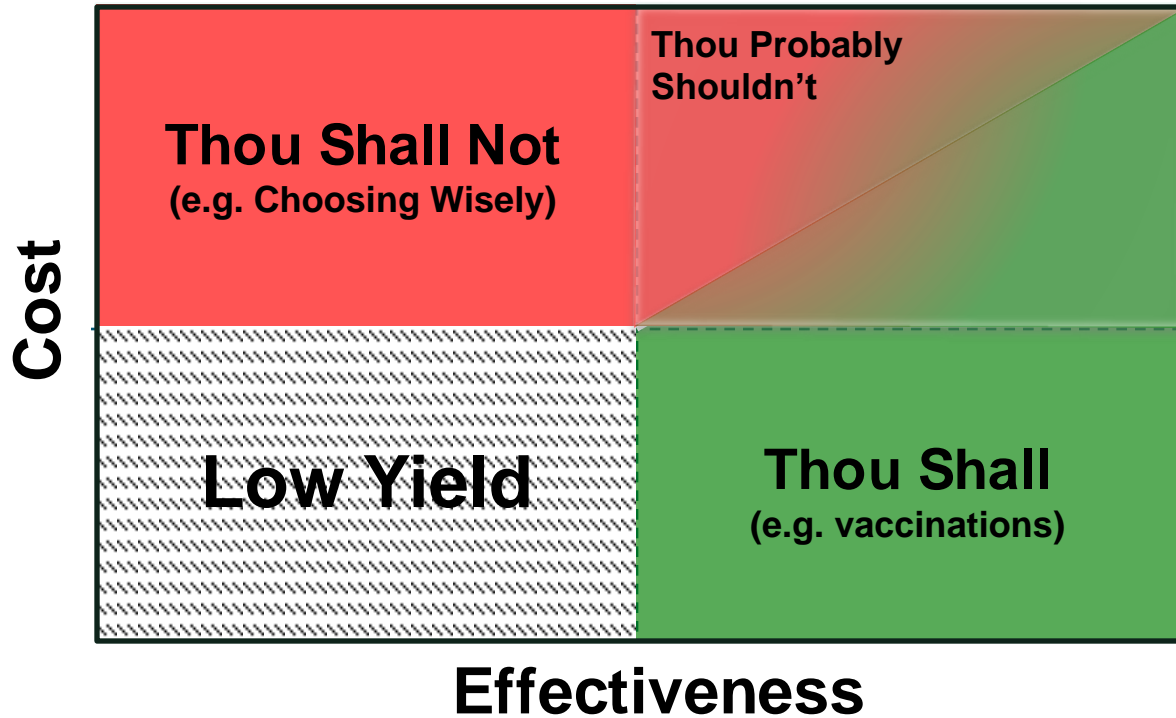 Thou Probably
Shouldn’t
Thou Shall Not
(e.g. Choosing Wisely)
Cost
Low Yield
Thou Shall
(e.g. vaccinations)
Effectiveness